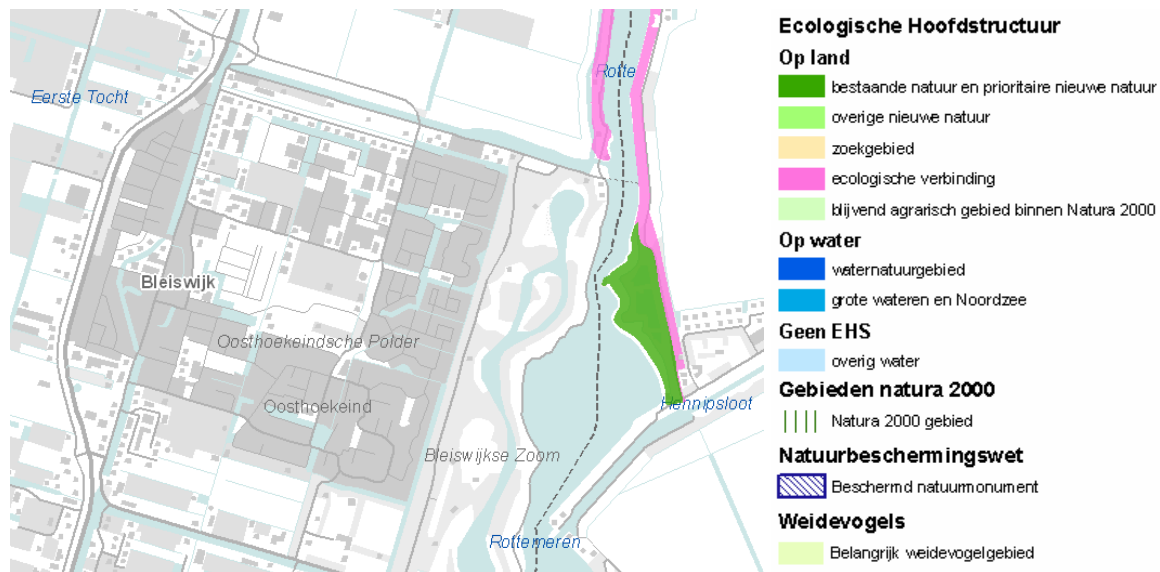 Rotte
Eerste Tocht
Bleiswijk
Oosthoekeindsche Polder
Oosthoekeind
Hennipsloot
Bleiswijkse Zoom
Rottemeren
Ecologische Hoofdstructuur
Op land
bestaande natuur en prioritaire nieuwe natuur
overige nieuwe natuur
zoekgebied
ecologische verbinding
blijvend agrarisch gebied binnen Natura 2000
Op water
waternatuurgebied
grote wateren en Noordzee
Geen EHS
overig water
Gebieden natura 2000
Natura 2000 gebied
Natuurbeschermingswet
Beschermd natuurmonument
Weidevogels
Belangrijk weidevogelgebied